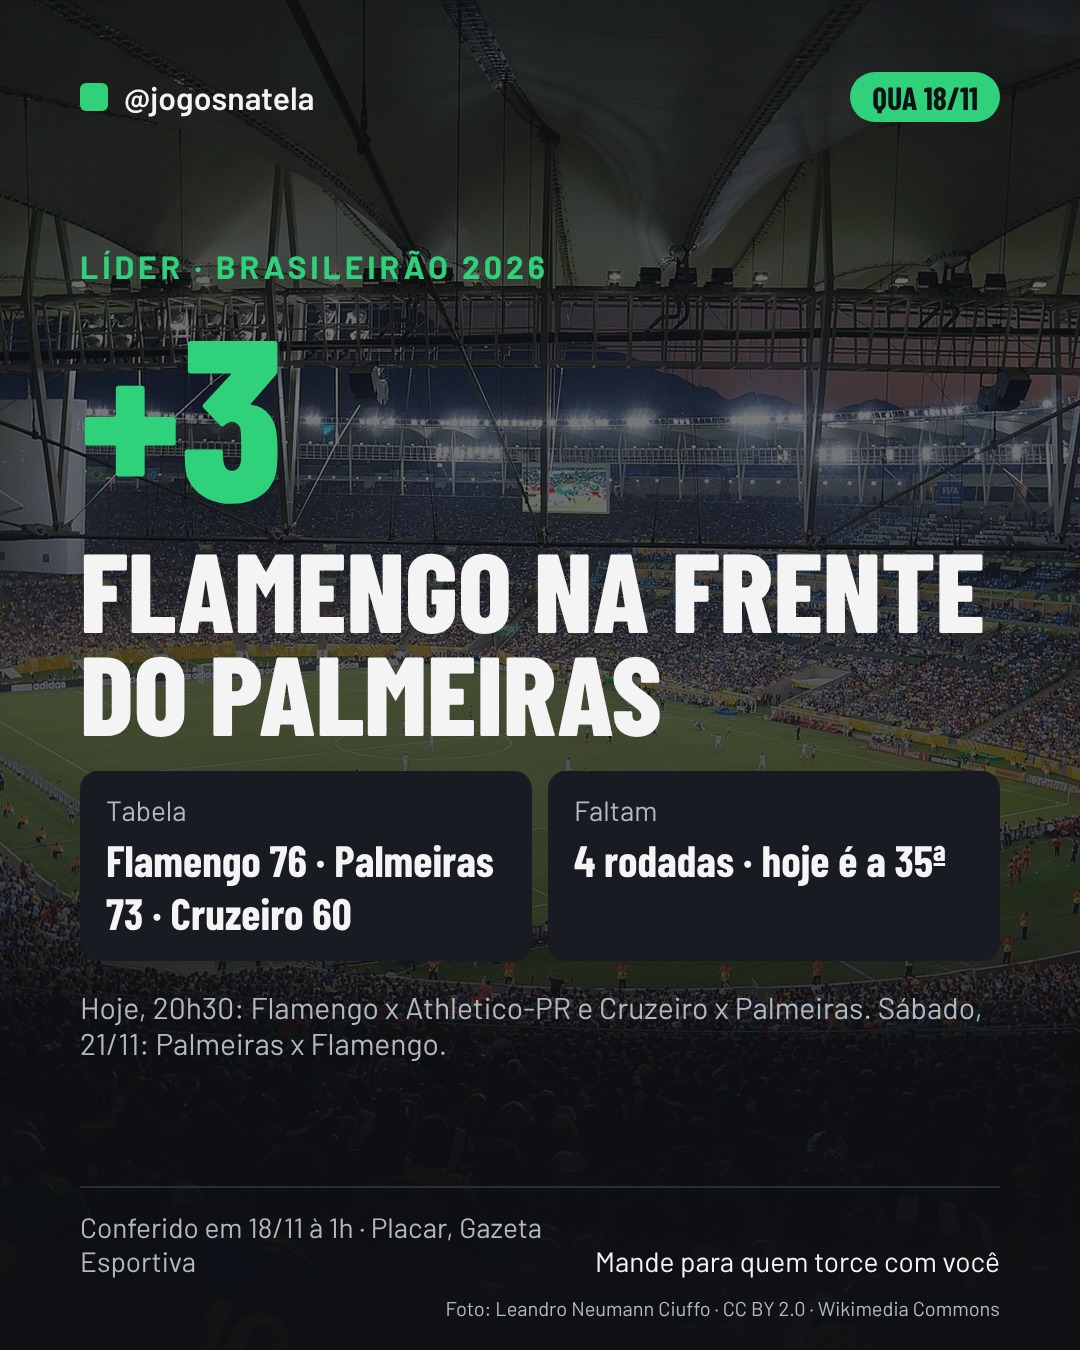 @jogosnatela
QUA 18/11
LÍDER · BRASILEIRÃO 2026
+3
FLAMENGO NA FRENTE
DO PALMEIRAS
Tabela
Flamengo 76 · Palmeiras
73 · Cruzeiro 60
Faltam
4 rodadas · hoje é a 35ª
Hoje, 20h30: Flamengo x Athletico-PR e Cruzeiro x Palmeiras. Sábado,
21/11: Palmeiras x Flamengo.
Conferido em 18/11 à 1h · Placar, Gazeta
Esportiva
Mande para quem torce com você
Foto: Leandro Neumann Ciuffo · CC BY 2.0 · Wikimedia Commons
FIFA
adidas
adidas